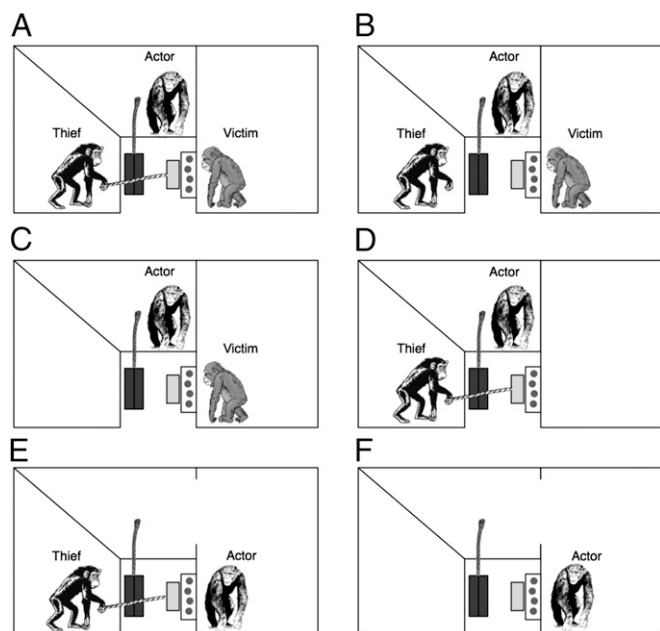 A
Actor
Thief
Victim
B
Actor
Thief
Victim
C
Actor
Victim
D
Actor
Thief
E
Thief
Actor
F
Actor